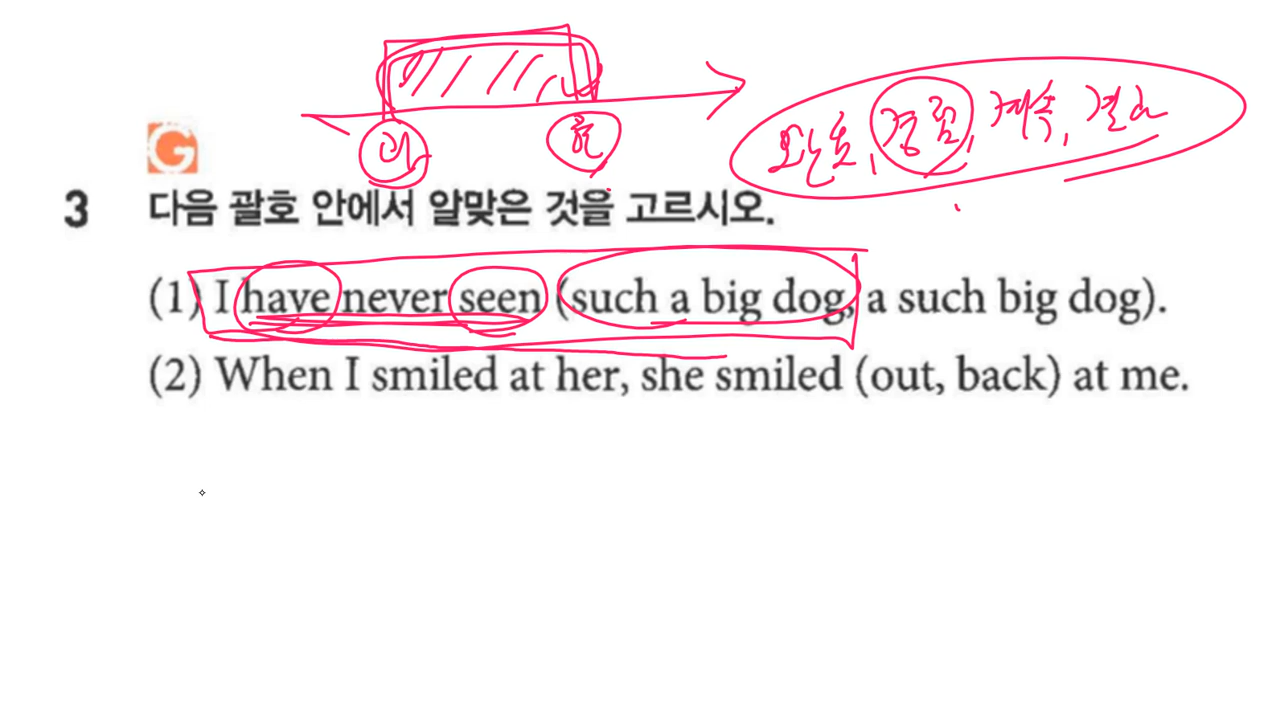 완료, 경험, 계속, 결과
과 현
G
3 다음 괄호 안에서 알맞은 것을 고르시오.
(1) I have never seen (such a big dog, a such big dog).
(2) When I smiled at her, she smiled (out, back) at me.